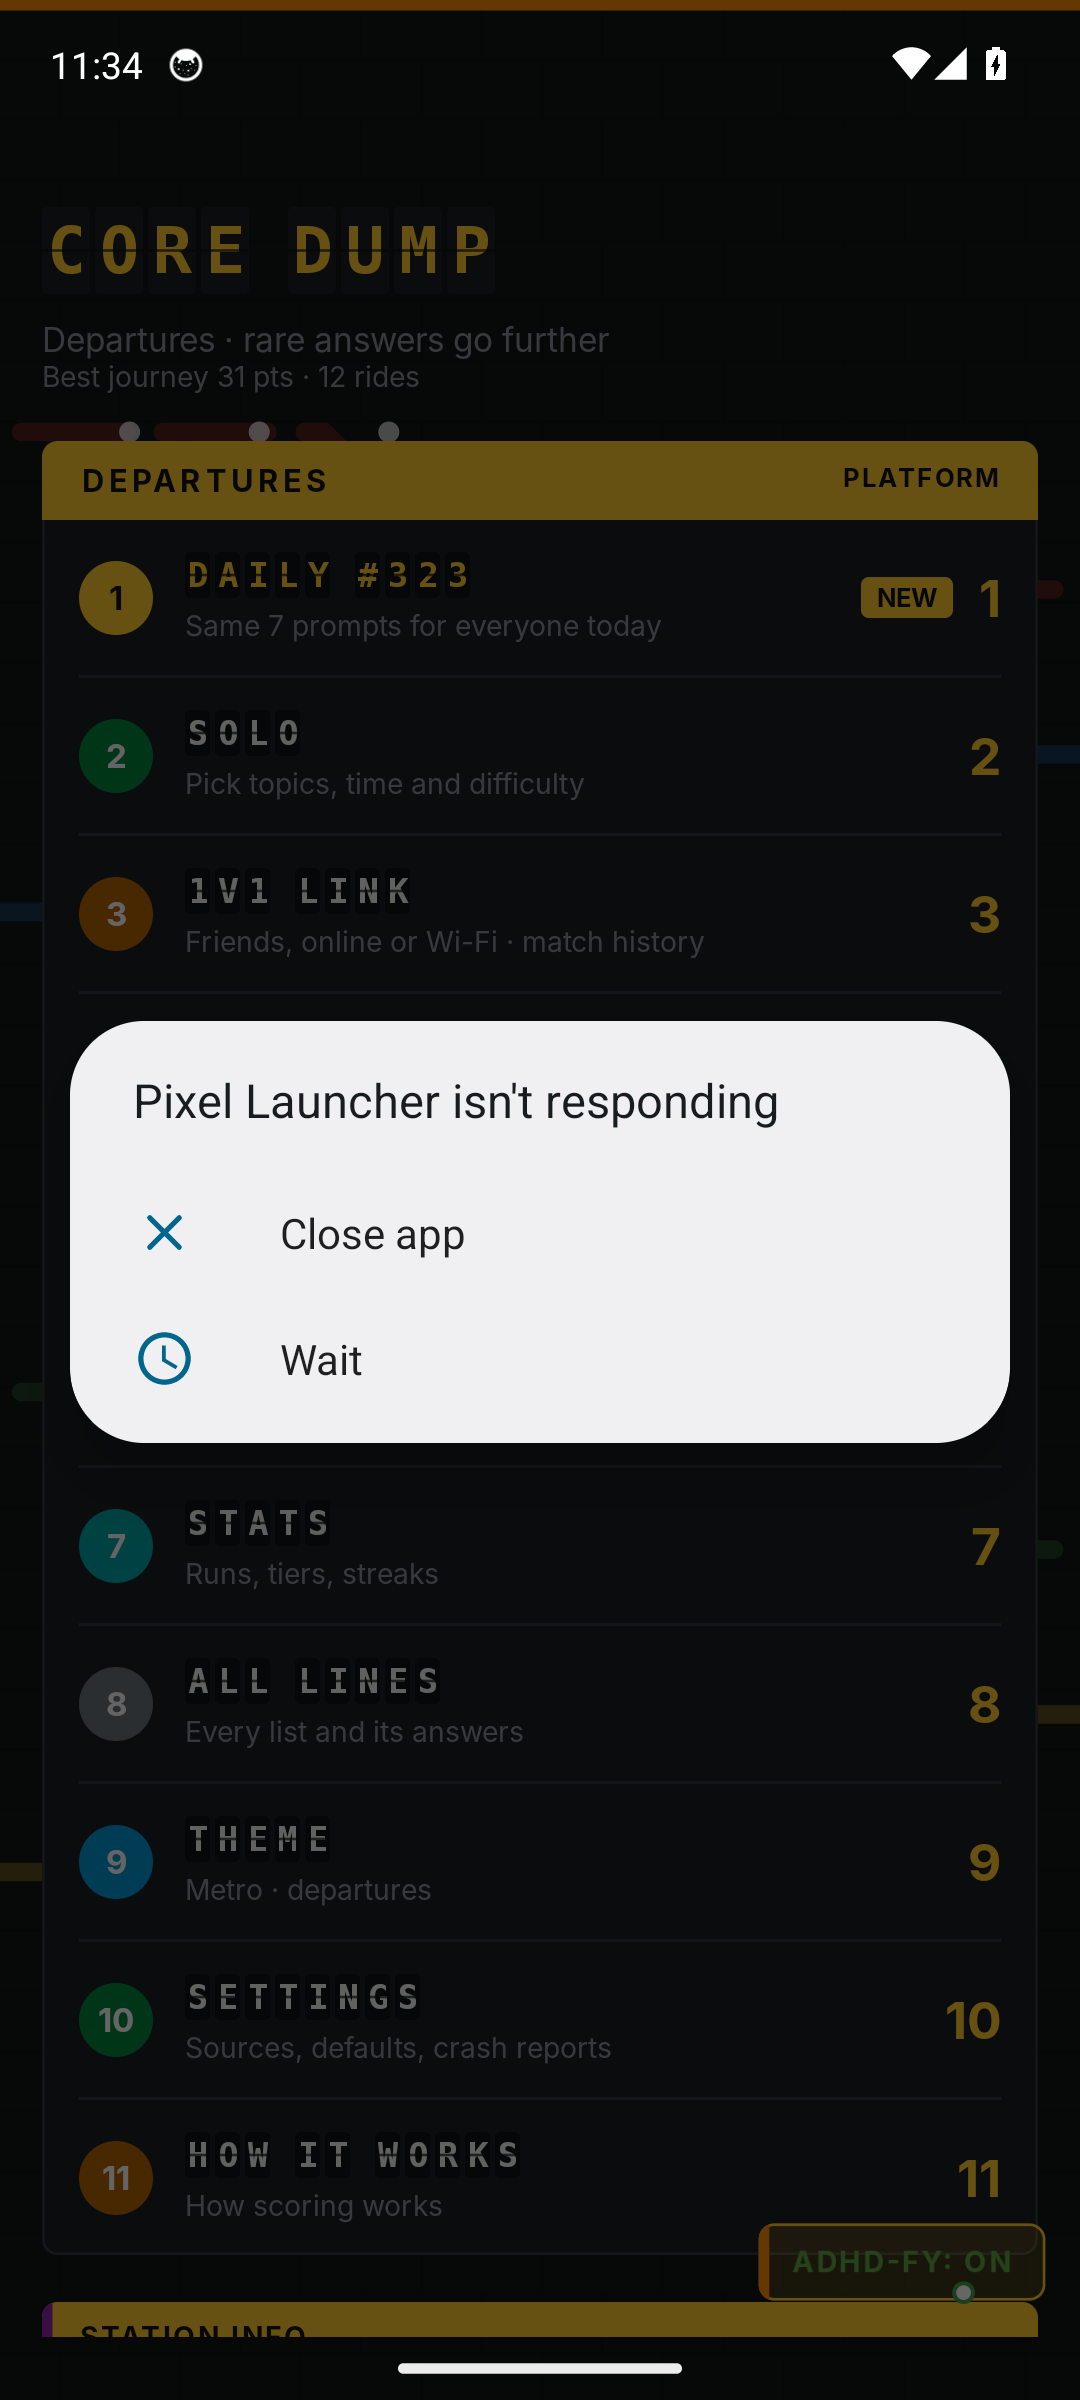 11:34
CORE DUMP
Departures · rare answers go further
Best journey 31 pts · 12 rides
DEPARTURES PLATFORM
1 DAILY #323 NEW 1
Same 7 prompts for everyone today
2 SOLO 2
Pick topics, time and difficulty
3 1V1 LINK 3
Friends, online or Wi-Fi · match history
Pixel Launcher isn't responding
Close app
Wait
7 STATS 7
Runs, tiers, streaks
8 ALL LINES 8
Every list and its answers
9 THEME 9
Metro · departures
10 SETTINGS 10
Sources, defaults, crash reports
11 HOW IT WORKS 11
How scoring works
ADHD-FY: ON
STATION INFO